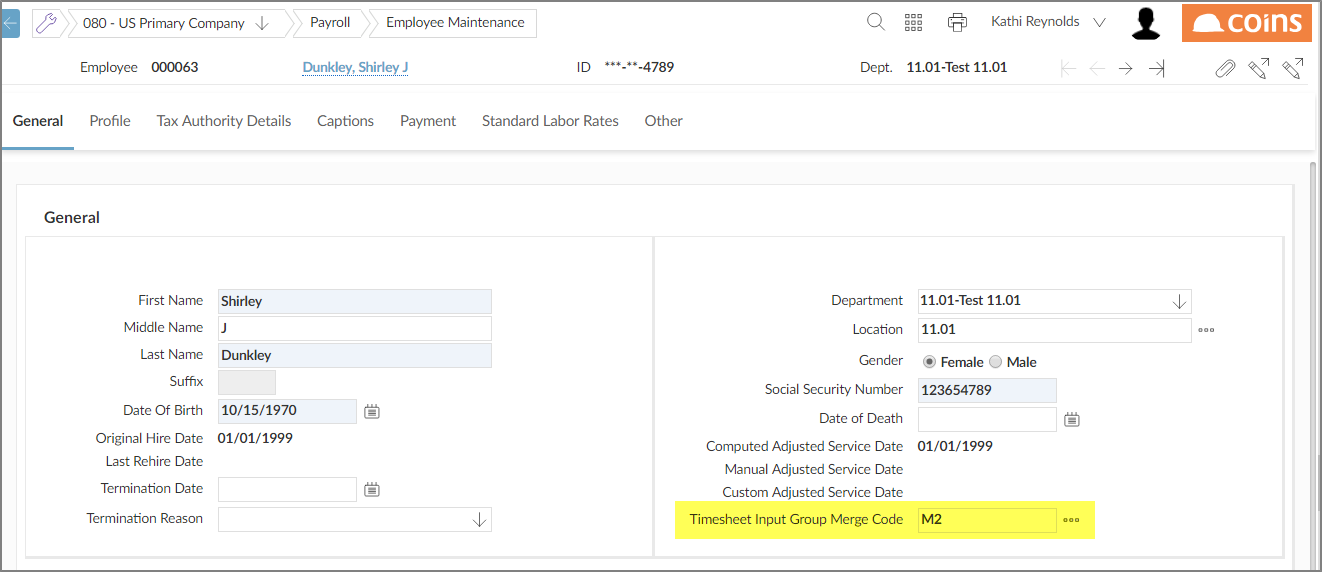 080 - US Primary Company Payroll Employee Maintenance Kathi Reynolds coins
Employee 000063 Dunkley, Shirley J ID ***-**-4789 Dept. 11.01-Test 11.01
General Profile Tax Authority Details Captions Payment Standard Labor Rates Other
General
First Name Shirley
Middle Name J
Last Name Dunkley
Suffix
Date Of Birth 10/15/1970
Original Hire Date 01/01/1999
Last Rehire Date
Termination Date
Termination Reason
Department 11.01-Test 11.01
Location 11.01
Gender Female Male
Social Security Number 123654789
Date of Death
Computed Adjusted Service Date 01/01/1999
Manual Adjusted Service Date
Custom Adjusted Service Date
Timesheet Input Group Merge Code M2